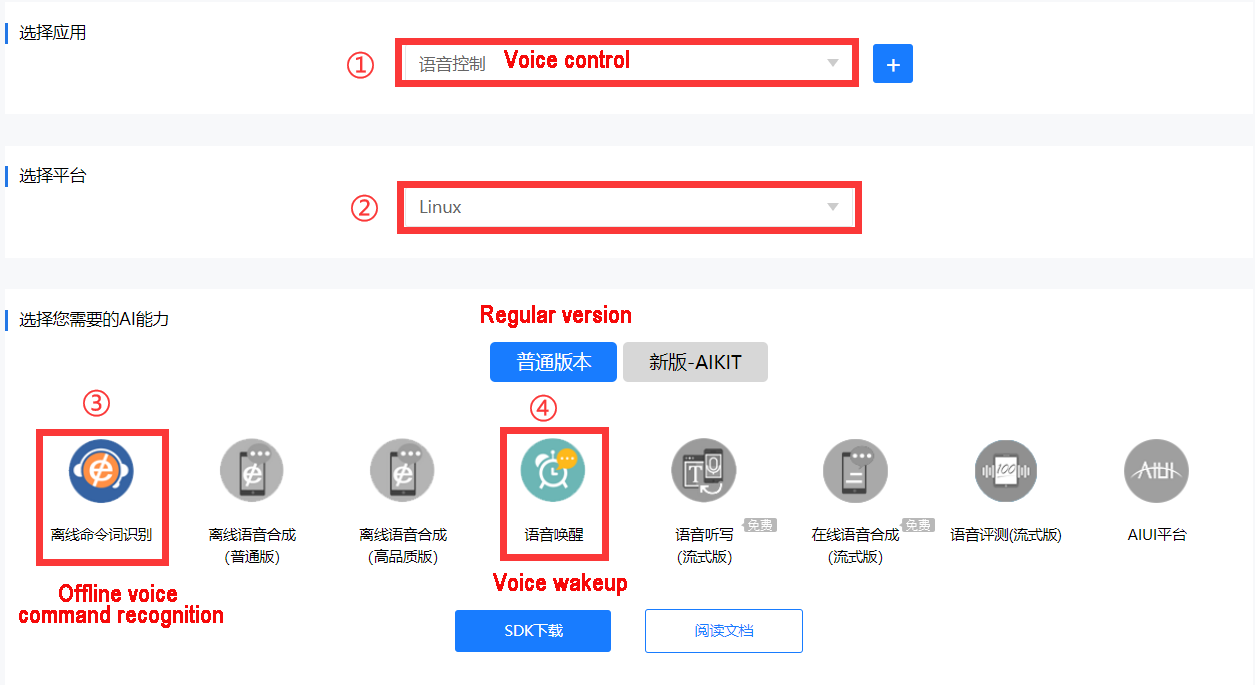 选择应用
① 语音控制 Voice control +
选择平台
② Linux
选择您需要的AI能力
Regular version
普通版本 新版-AIKIT
③ ④
100 AIUI
离线命令词识别 离线语音合成 离线语音合成 语音唤醒 语音听写 免费 在线语音合成 免费 语音评测(流式版) AIUI平台
(普通版) (高品质版) (流式版) (流式版)
Offline voice Voice wakeup
command recognition
SDK下载 阅读文档